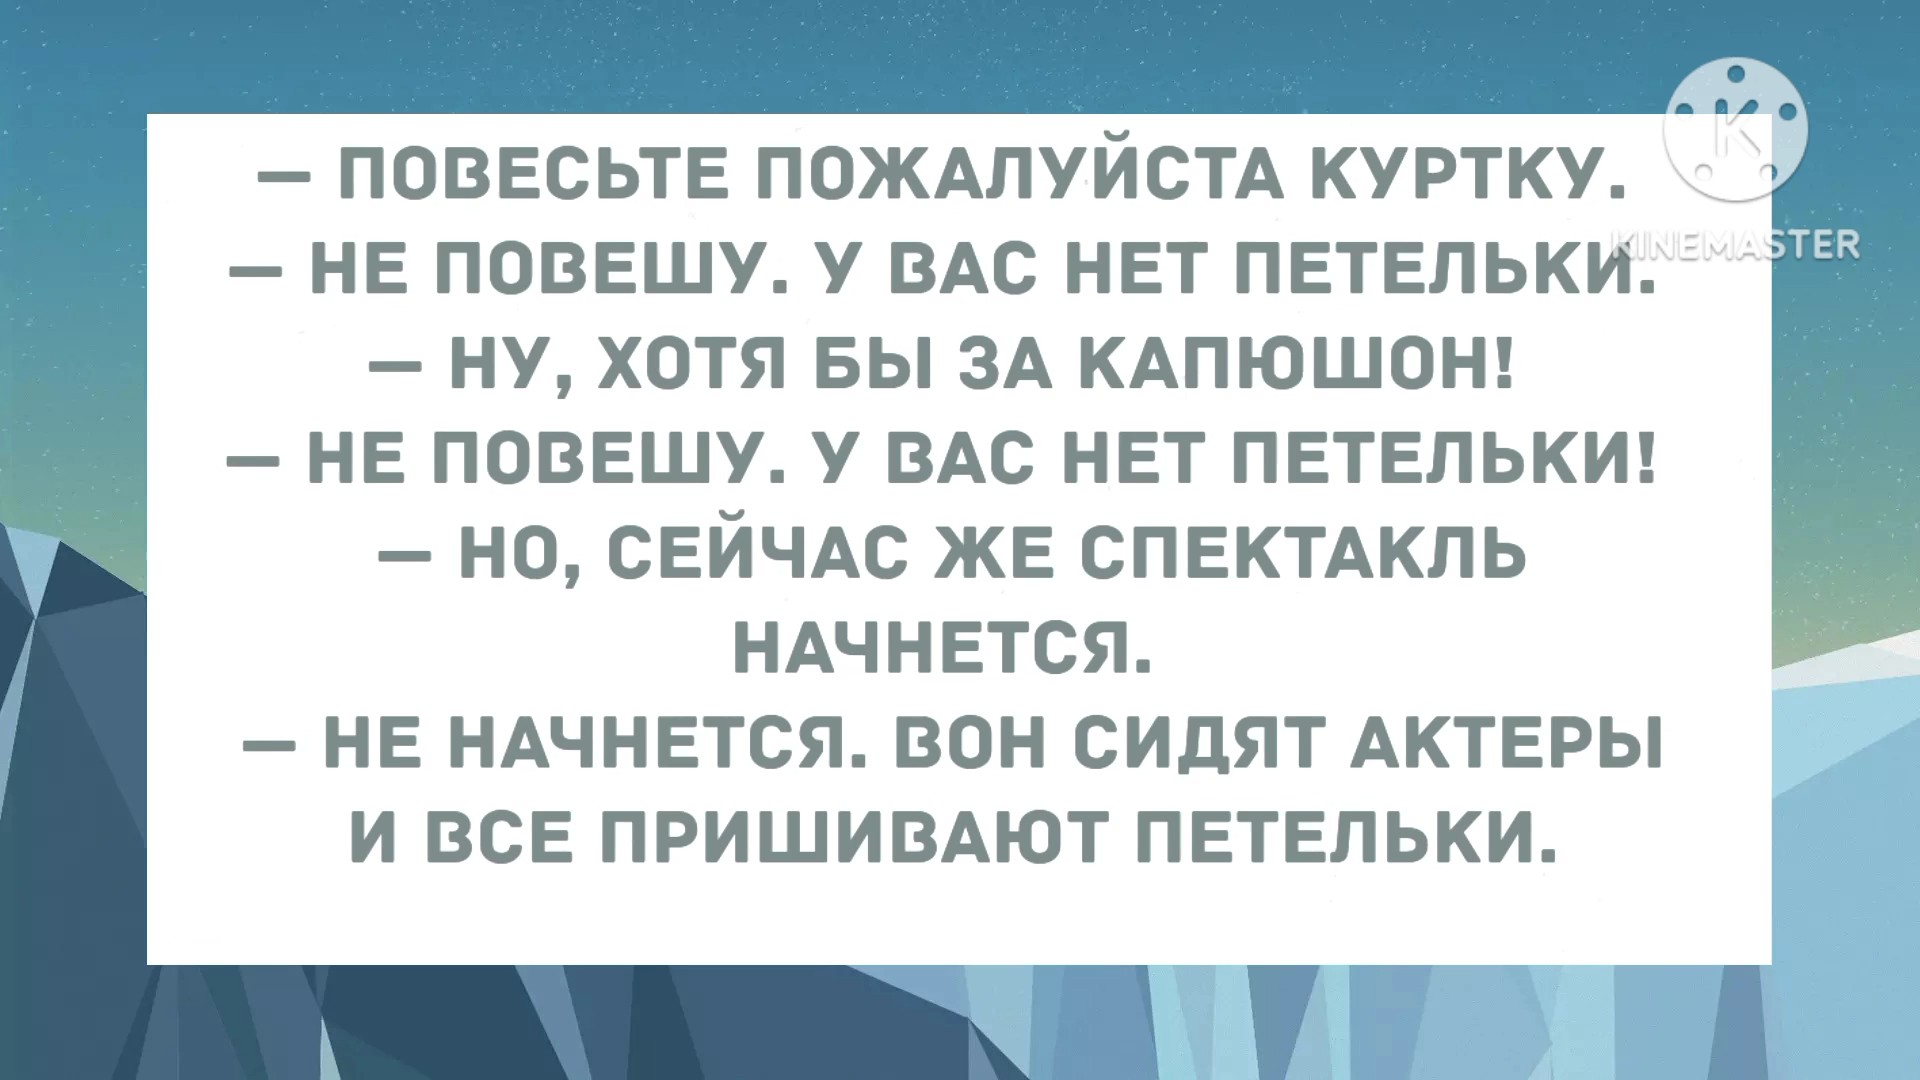 — ПОВЕСЬТЕ ПОЖАЛУЙСТА КУРТКУ.
— НЕ ПОВЕШУ. У ВАС НЕТ ПЕТЕЛЬКИ.
— НУ, ХОТЯ БЫ ЗА КАПЮШОН!
— НЕ ПОВЕШУ. У ВАС НЕТ ПЕТЕЛЬКИ!
— НО, СЕЙЧАС ЖЕ СПЕКТАКЛЬ
НАЧНЕТСЯ.
— НЕ НАЧНЕТСЯ. ВОН СИДЯТ АКТЕРЫ
И ВСЕ ПРИШИВАЮТ ПЕТЕЛЬКИ.
K
KINEMASTER